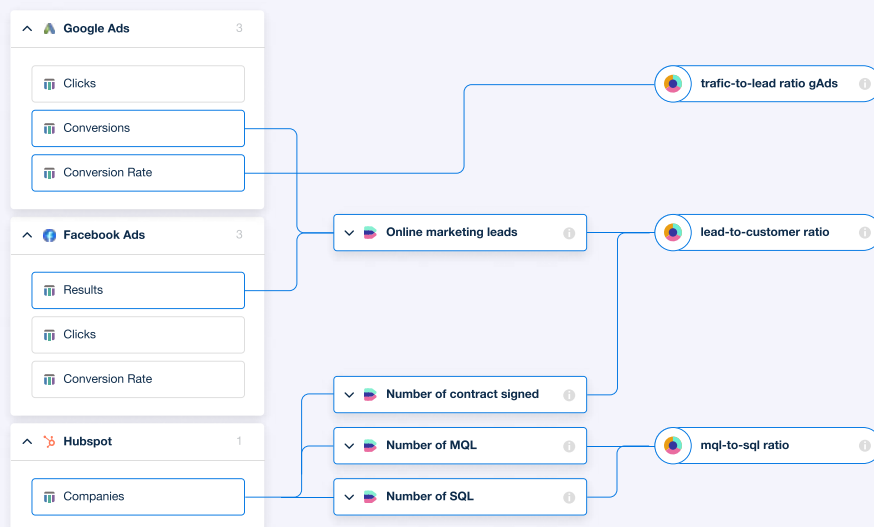 Google Ads 3
Clicks
Conversions
Conversion Rate
Facebook Ads 3
Results
Clicks
Conversion Rate
Hubspot 1
Companies
Online marketing leads
Number of contract signed
Number of MQL
Number of SQL
trafic-to-lead ratio gAds
lead-to-customer ratio
mql-to-sql ratio